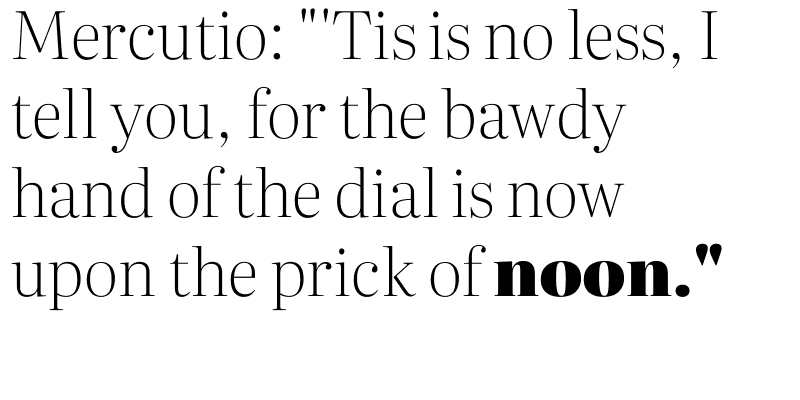 Mercutio: "'Tis is no less, I
tell you, for the bawdy
hand of the dial is now
upon the prick of noon."